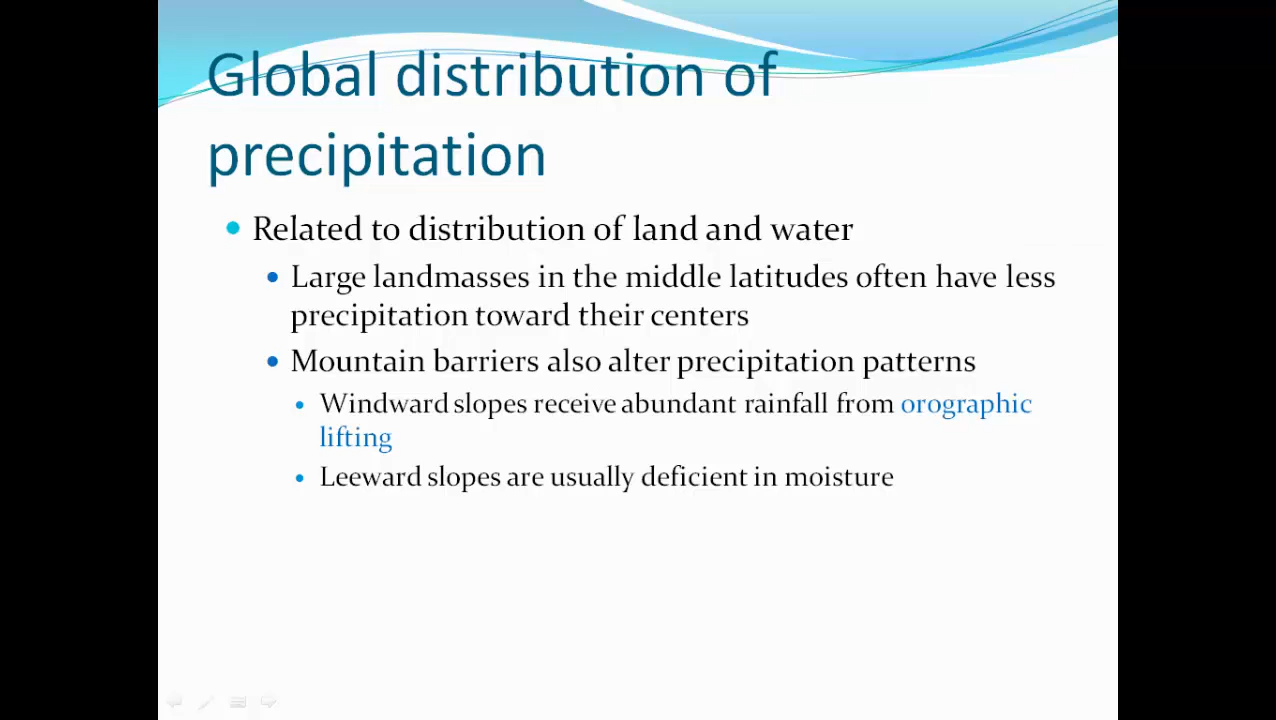 Global distribution of
precipitation
Related to distribution of land and water
Large landmasses in the middle latitudes often have less
precipitation toward their centers
Mountain barriers also alter precipitation patterns
Windward slopes receive abundant rainfall from orographic
lifting
Leeward slopes are usually deficient in moisture